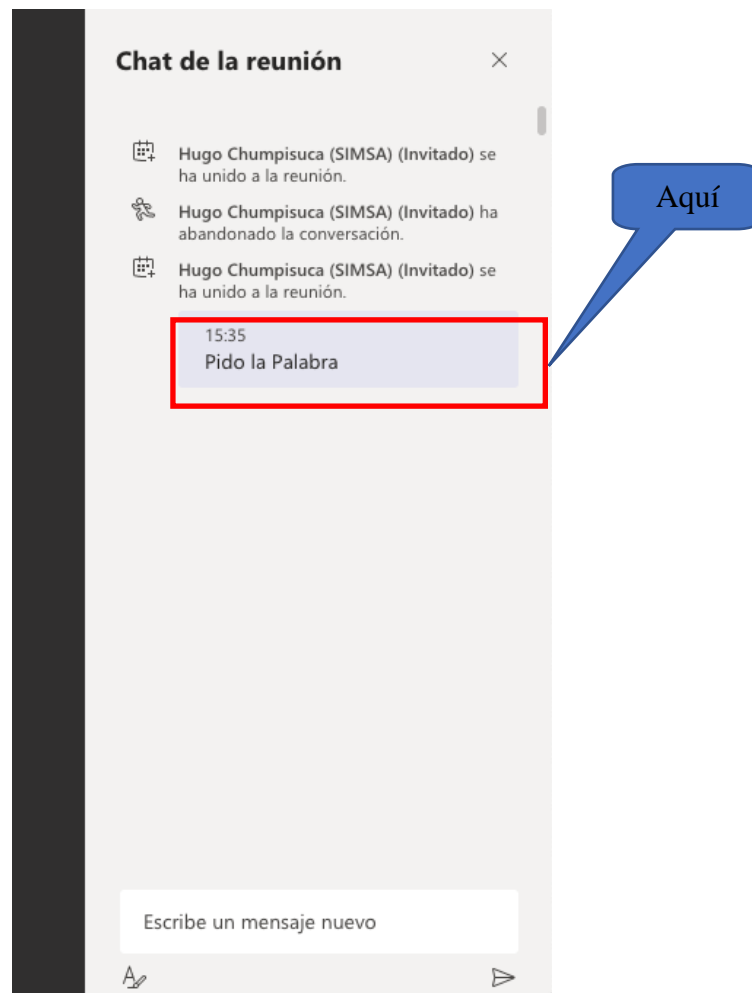 Chat de la reunión
Hugo Chumpisuca (SIMSA) (Invitado) se
ha unido a la reunión.
Hugo Chumpisuca (SIMSA) (Invitado) ha
abandonado la conversación.
Hugo Chumpisuca (SIMSA) (Invitado) se
ha unido a la reunión.
Aquí
15:35
Pido la Palabra
Escribe un mensaje nuevo